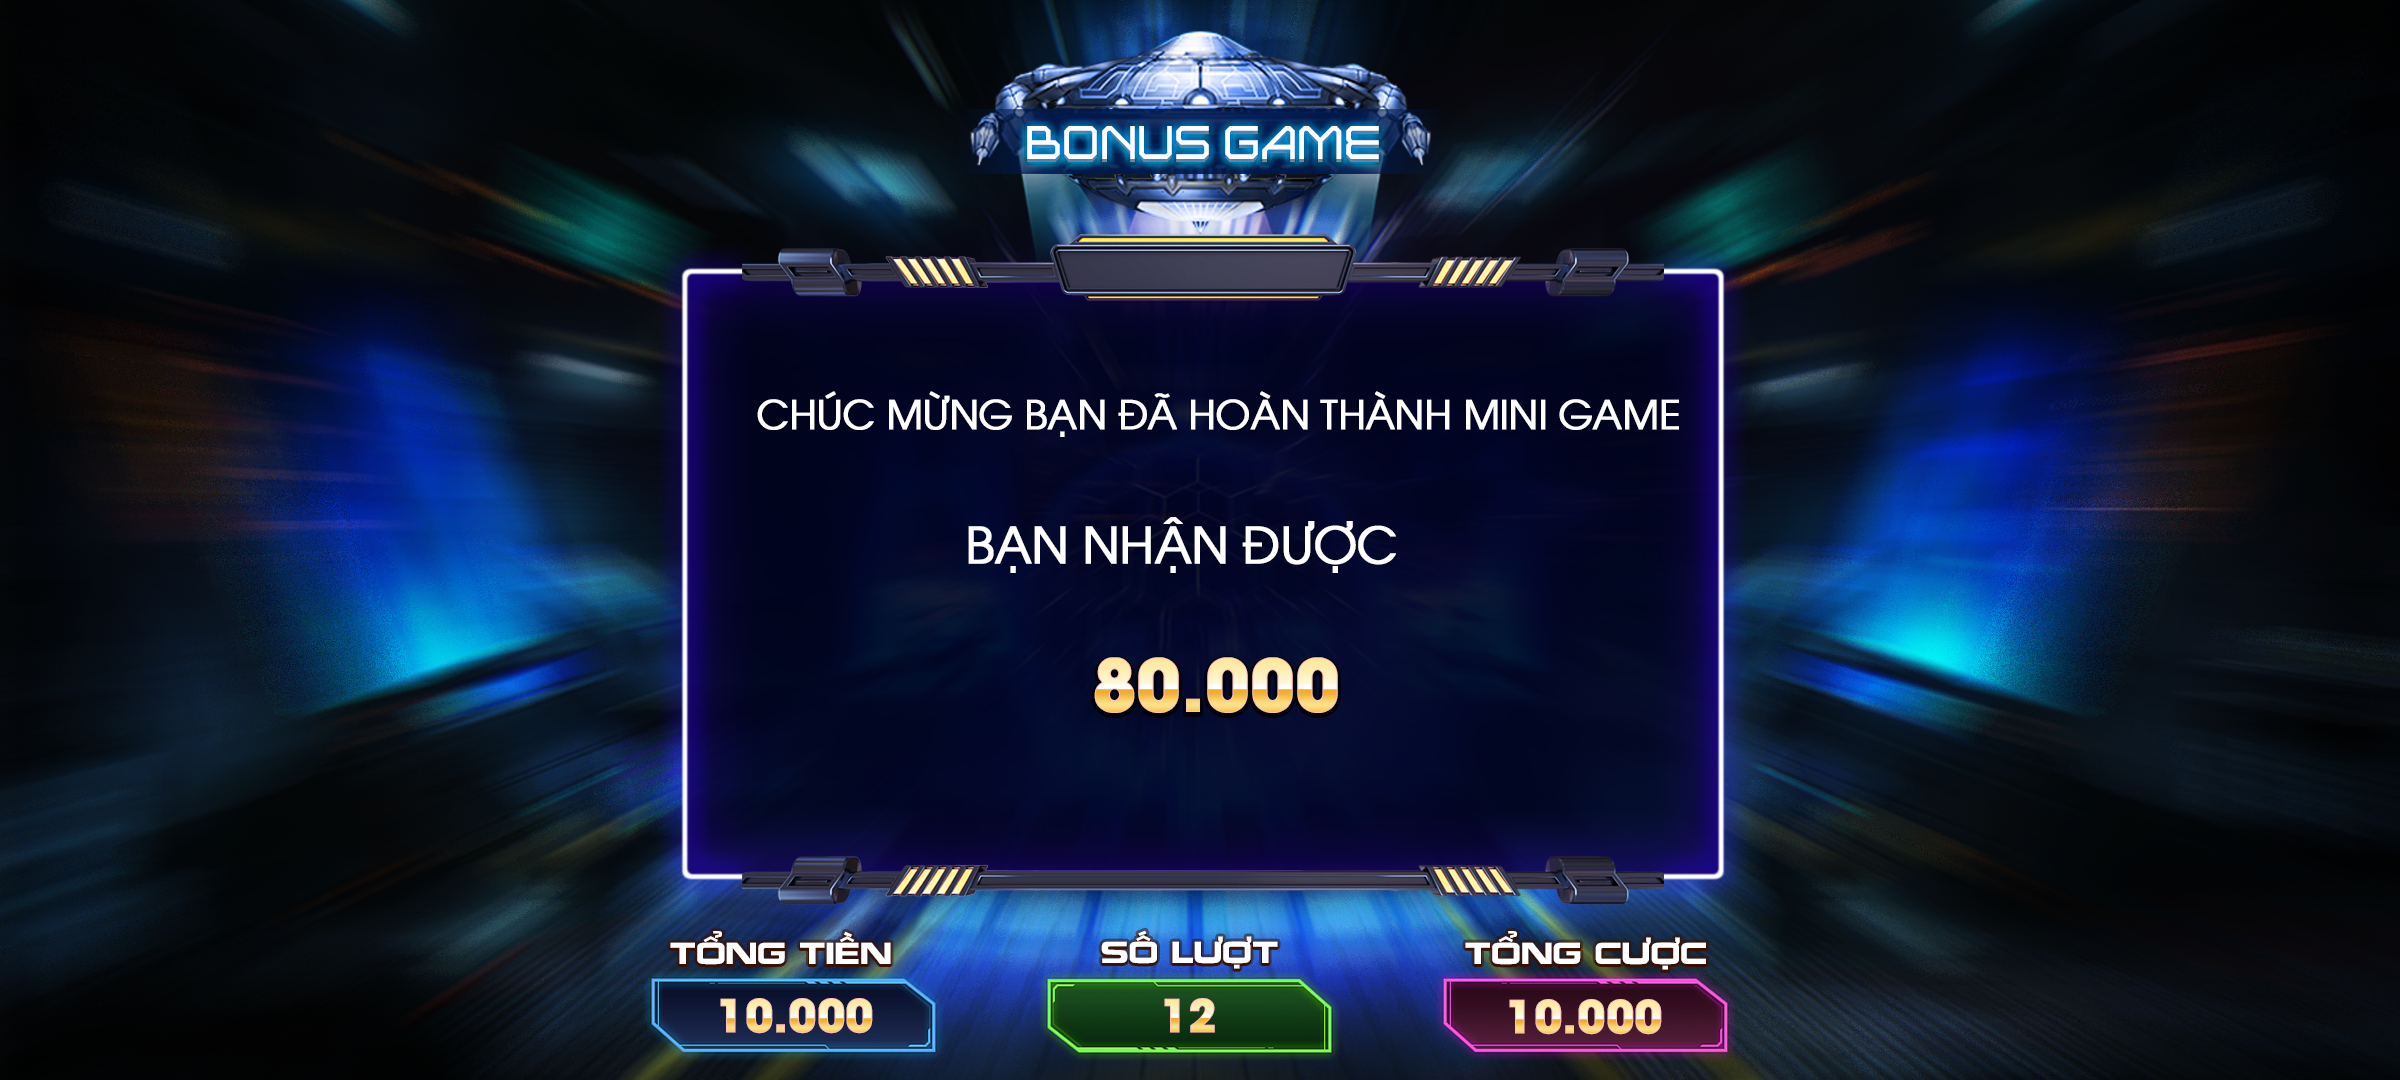 BONUS GAME
CHÚC MỪNG BẠN ĐÃ HOÀN THÀNH MINI GAME
BẠN NHẬN ĐƯỢC
80.000
TỔNG TIỀN
SỐ LƯỢT
TỔNG CƯỢC
10.000
12
10.000